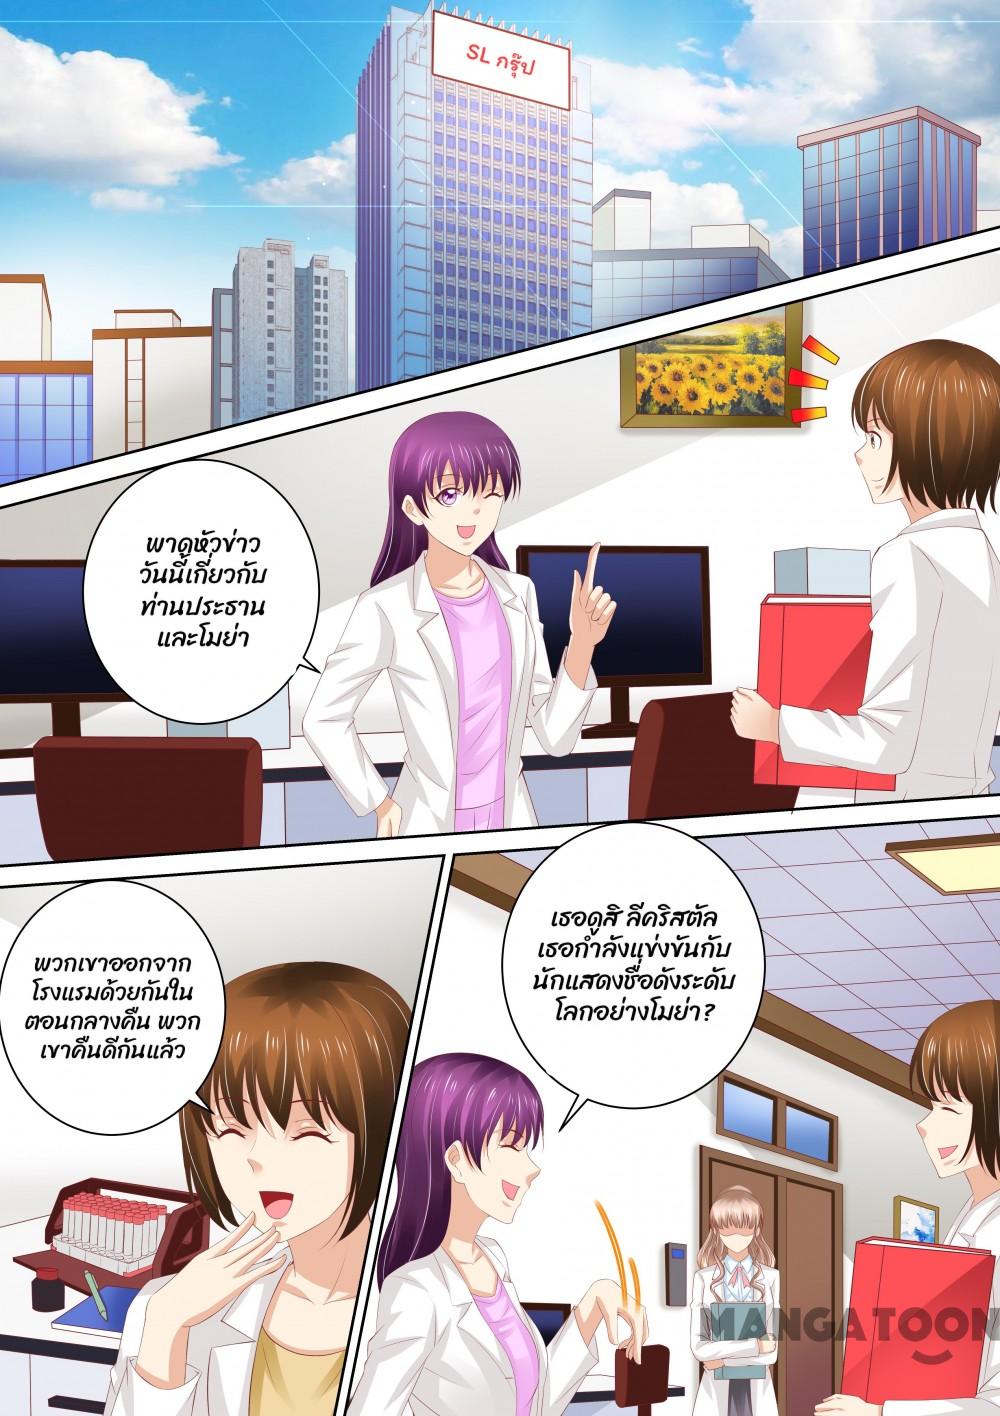 SL กรุ๊ป
พาดหัวข่าว
วันนี้เกี่ยวกับ
ท่านประธาน
และโมย่า
พวกเขาออกจาก
โรงแรมด้วยกันใน
ตอนกลางคืน พวก
เขาคืนดีกันแล้ว
เธอดูสิ ลีคริสตัล
เธอกำลังแข่งขันกับ
นักแสดงชื่อดังระดับ
โลกอย่างโมย่า?
MANGATOON